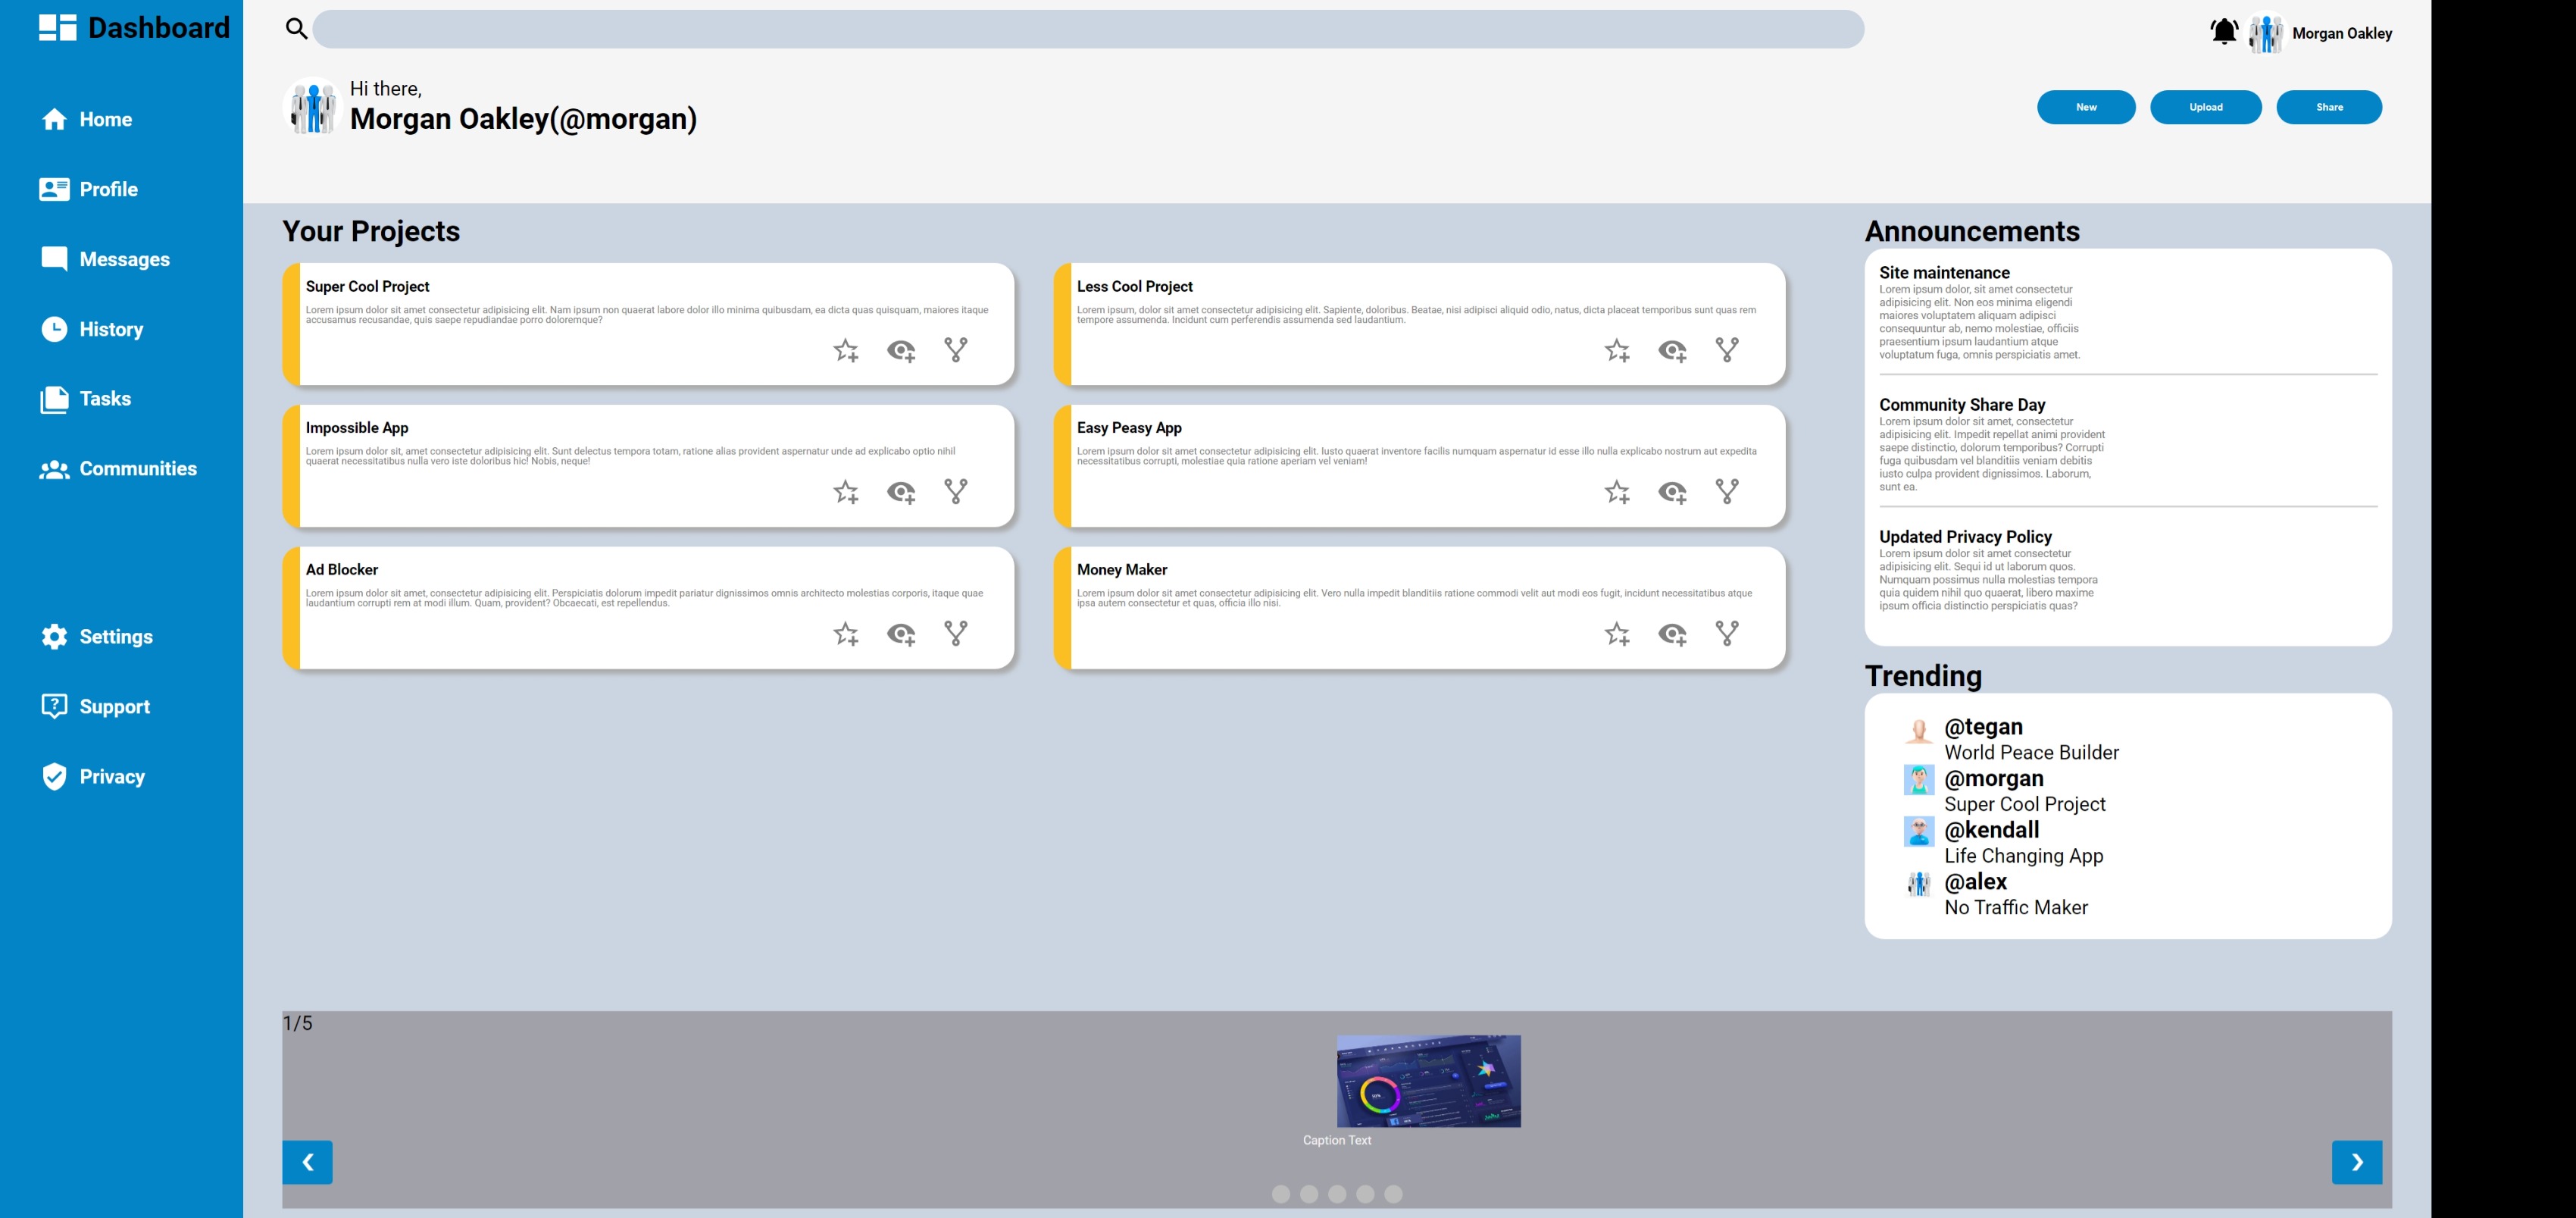 Dashboard
Home
Profile
Messages
History
Tasks
Communities
Settings
Support
Privacy
Morgan Oakley
Hi there,
Morgan Oakley(@morgan)
New
Upload
Share
Your Projects
Super Cool Project
Lorem ipsum dolor sit amet consectetur adipisicing elit. Nam ipsum non quaerat labore dolor illo minima quibusdam, ea dicta quas quisquam, maiores itaque
accusamus recusandae, quis saepe repudiandae porro doloremque?
Less Cool Project
Lorem ipsum, dolor sit amet consectetur adipisicing elit. Sapiente, doloribus. Beatae, nisi adipisci aliquid odio, natus, dicta placeat temporibus sunt quas rem
tempore assumenda. Incidunt cum perferendis assumenda sed laudantium.
Impossible App
Lorem ipsum dolor sit, amet consectetur adipisicing elit. Sunt delectus tempora totam, ratione alias provident aspernatur unde ad explicabo optio nihil
quaerat necessitatibus nulla vero iste doloribus hic! Nobis, neque!
Easy Peasy App
Lorem ipsum dolor sit amet consectetur adipisicing elit. Iusto quaerat inventore facilis numquam aspernatur id esse illo nulla explicabo nostrum aut expedita
necessitatibus corrupti, molestiae quia ratione aperiam vel veniam!
Ad Blocker
Lorem ipsum dolor sit amet, consectetur adipisicing elit. Perspiciatis dolorum impedit pariatur dignissimos omnis architecto molestias corporis, itaque quae
laudantium corrupti rem at modi illum. Quam, provident? Obcaecati, est repellendus.
Money Maker
Lorem ipsum dolor sit amet consectetur adipisicing elit. Vero nulla impedit blanditiis ratione commodi velit aut modi eos fugit, incidunt necessitatibus atque
ipsa autem consectetur et quas, officia illo nisi.
Announcements
Site maintenance
Lorem ipsum dolor, sit amet consectetur
adipisicing elit. Non eos minima eligendi
maiores voluptatem aliquam adipisci
consequuntur ab, nemo molestiae, officiis
praesentium ipsum laudantium atque
voluptatum fuga, omnis perspiciatis amet.
Community Share Day
Lorem ipsum dolor sit amet, consectetur
adipisicing elit. Impedit repellat animi provident
saepe distinctio, dolorum temporibus? Corrupti
fuga quibusdam vel blanditiis veniam debitis
iusto culpa provident dignissimos. Laborum,
sunt ea.
Updated Privacy Policy
Lorem ipsum dolor sit amet consectetur
adipisicing elit. Sequi id ut laborum quos.
Numquam possimus nulla molestias tempora
quia quidem nihil quo quaerat, libero maxime
ipsum officia distinctio perspiciatis quas?
Trending
@tegan
World Peace Builder
@morgan
Super Cool Project
@kendall
Life Changing App
@alex
No Traffic Maker
1/5
Caption Text